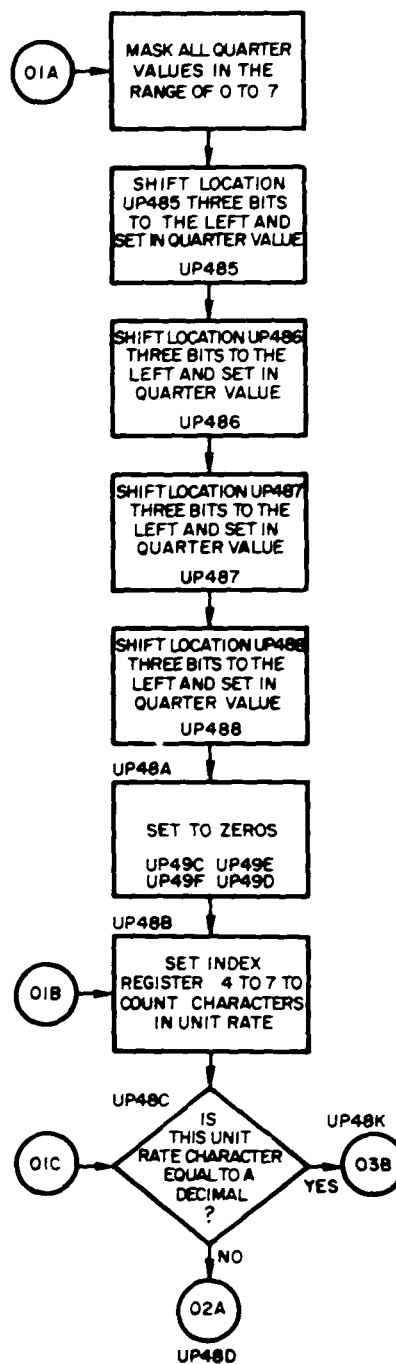 01A
MASK ALL QUARTER
VALUES IN THE
RANGE OF 0 TO 7
SHIFT LOCATION
UP485 THREE BITS
TO THE LEFT AND
SET IN QUARTER VALUE
UP485
SHIFT LOCATION UP486
THREE BITS TO THE
LEFT AND SET IN
QUARTER VALUE
UP486
SHIFT LOCATION UP487
THREE BITS TO THE
LEFT AND SET IN
QUARTER VALUE
UP487
SHIFT LOCATION UP488
THREE BITS TO THE
LEFT AND SET IN
QUARTER VALUE
UP488
UP48A
SET TO ZEROS
UP49C UP49E
UP49F UP49D
UP48B
01B
SET INDEX
REGISTER 4 TO 7 TO
COUNT CHARACTERS
IN UNIT RATE
UP48C
01C
IS
THIS UNIT
RATE CHARACTER
EQUAL TO A
DECIMAL
?
YES
UP48K
03B
NO
02A
UP48D